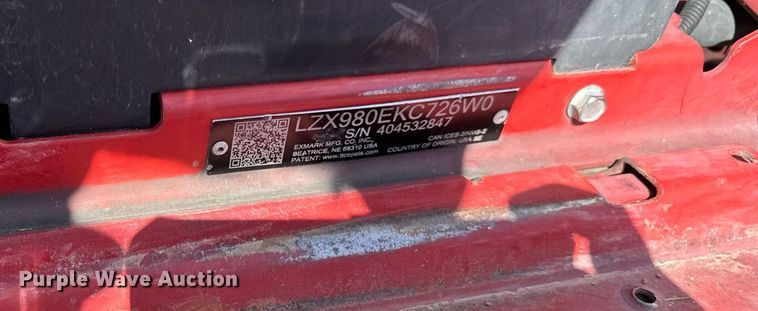 LZX980EKC726W0
S/N 404532847
EXMARK MFG. CO, INC.,
BEATRICE, NE 68310 USA
PATENT: www.ttcopats.com
CAN ICES-2/NMB-2
COUNTRY OF ORIGIN: USA BE
Purple Wave Auction